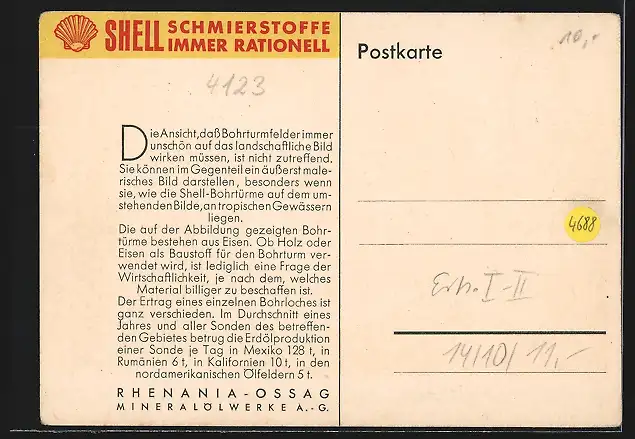 SHELL SCHMIERSTOFFE
IMMER RATIONELL
4123
Die Ansicht, daß Bohrturmfelder immer
unschön auf das landschaftliche Bild
wirken müssen, ist nicht zutreffend.
Sie können im Gegenteil ein äußerst male-
risches Bild darstellen, besonders wenn
sie, wie die Shell-Bohrtürme auf dem um-
stehenden Bilde, an tropischen Gewässern
liegen.
Die auf der Abbildung gezeigten Bohr-
türme bestehen aus Eisen. Ob Holz oder
Eisen als Baustoff für den Bohrturm ver-
wendet wird, ist lediglich eine Frage der
Wirtschaftlichkeit, je nach dem, welches
Material billiger zu beschaffen ist.
Der Ertrag eines einzelnen Bohrloches ist
ganz verschieden. Im Durchschnitt eines
Jahres und aller Sonden des betreffen-
den Gebietes betrug die Erdölproduktion
einer Sonde je Tag in Mexiko 128 t, in
Rumänien 6 t, in Kalifornien 10 t, in den
nordamerikanischen Ölfeldern 5 t.
RHENANIA-OSSAG
MINERALÖLWERKE A.-G.
Postkarte
10,-
4688
Erh. I-II
14/10/ 11,-